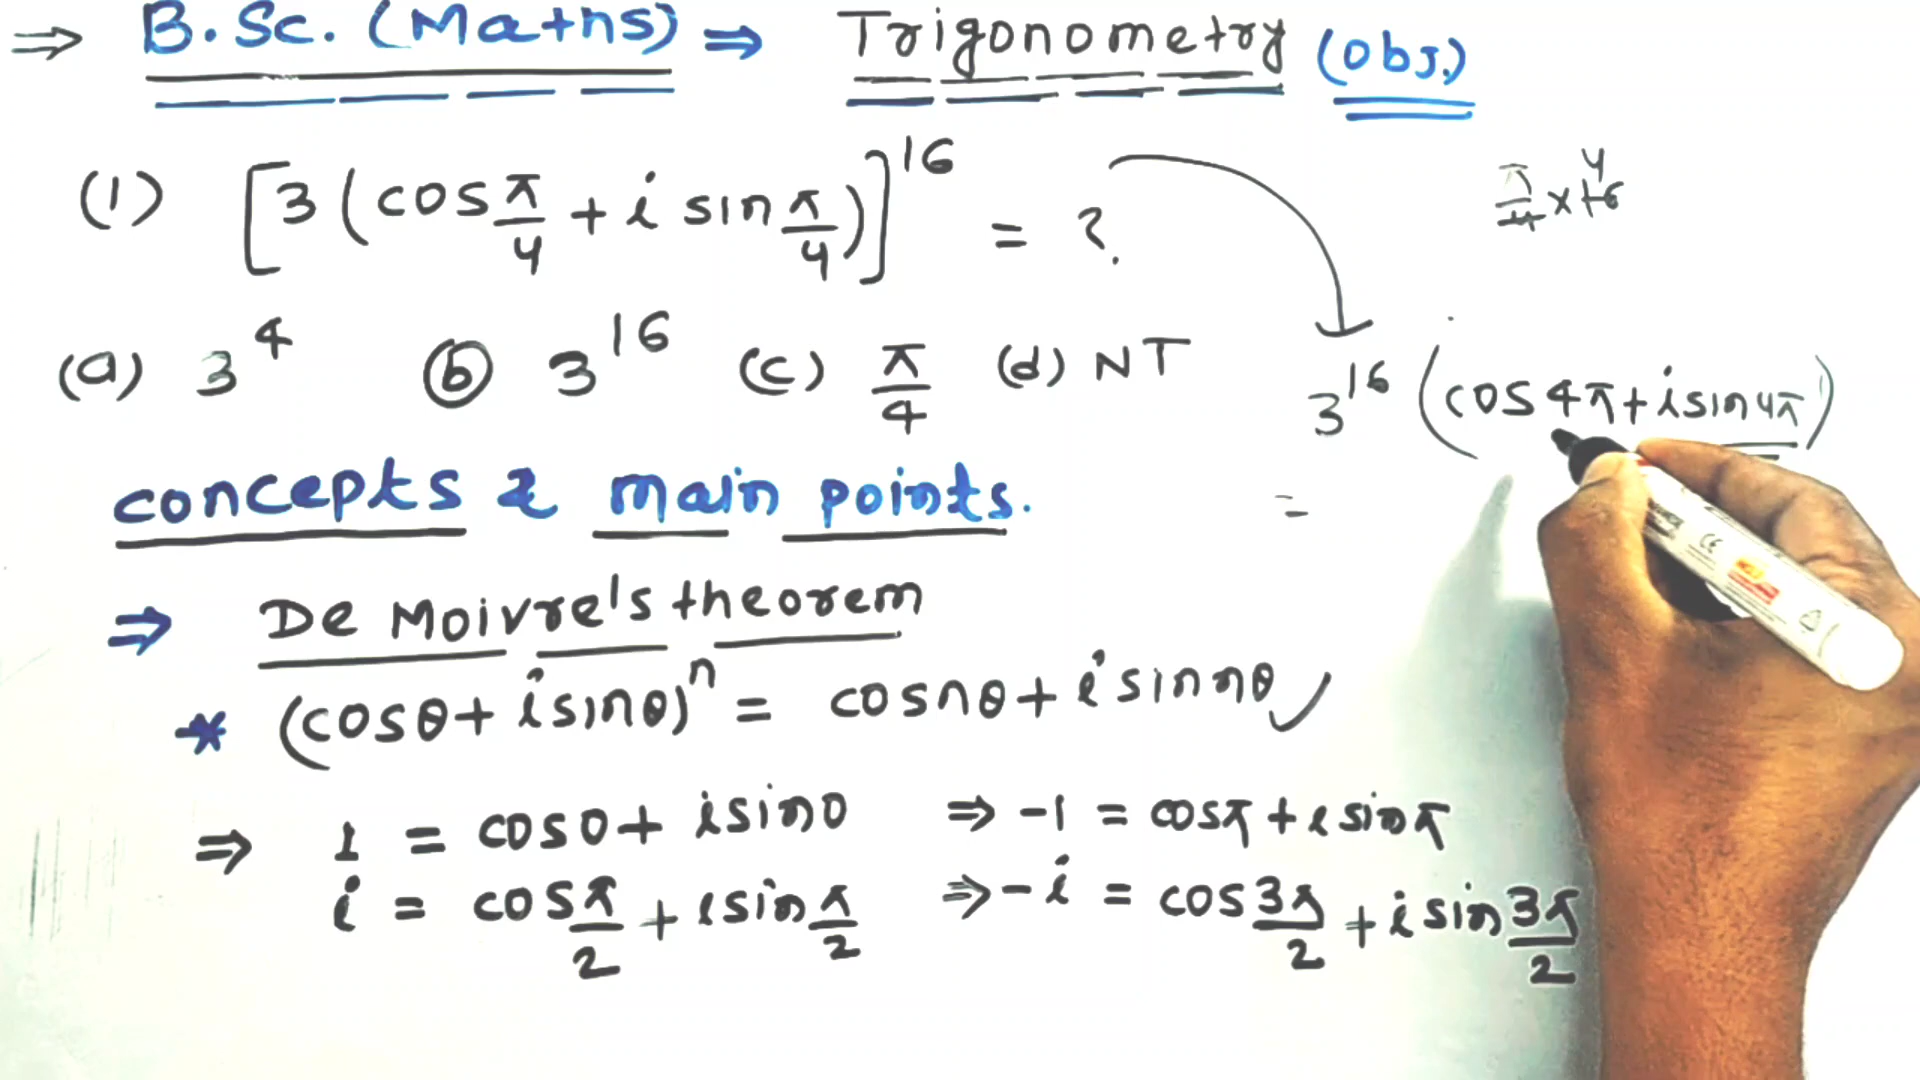 ⇒ B.Sc. (Maths) ⇒ Trigonometry (Obj.)
(1) [3 (cos π/4 + i sin π/4)]^16 = ?
π/4 × 16 4
(a) 3^4 (b) 3^16 (c) π/4 (d) NT
3^16 (cos 4π + i sin 4π)
=
concepts & main points.
⇒ De Moivre's theorem
* (cosθ + i sinθ)^n = cos nθ + i sin nθ ✓
⇒ 1 = cos 0 + i sin 0 ⇒ -1 = cos π + i sin π
i = cos π/2 + i sin π/2 ⇒ -i = cos 3π/2 + i sin 3π/2